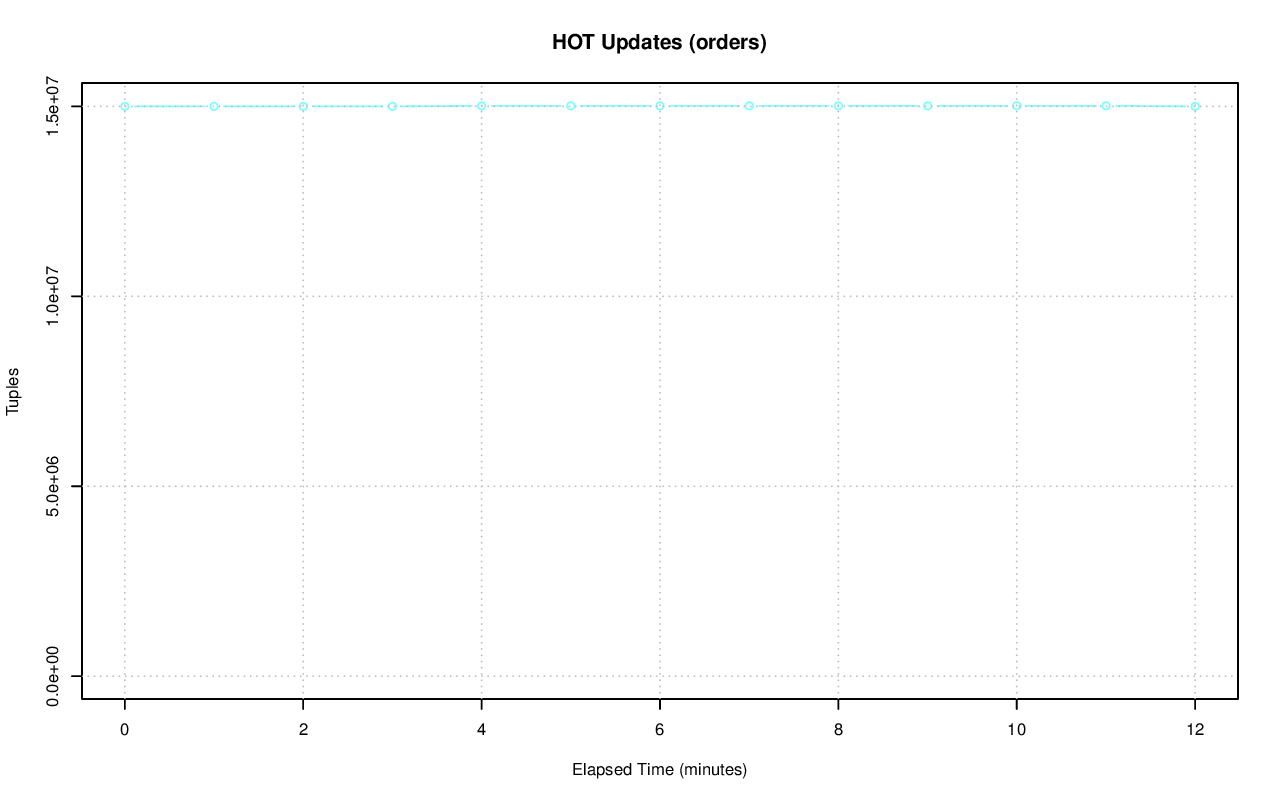 HOT Updates (orders)
1.5e+07
1.0e+07
5.0e+06
0.0e+00
Tuples
0 2 4 6 8 10 12
Elapsed Time (minutes)